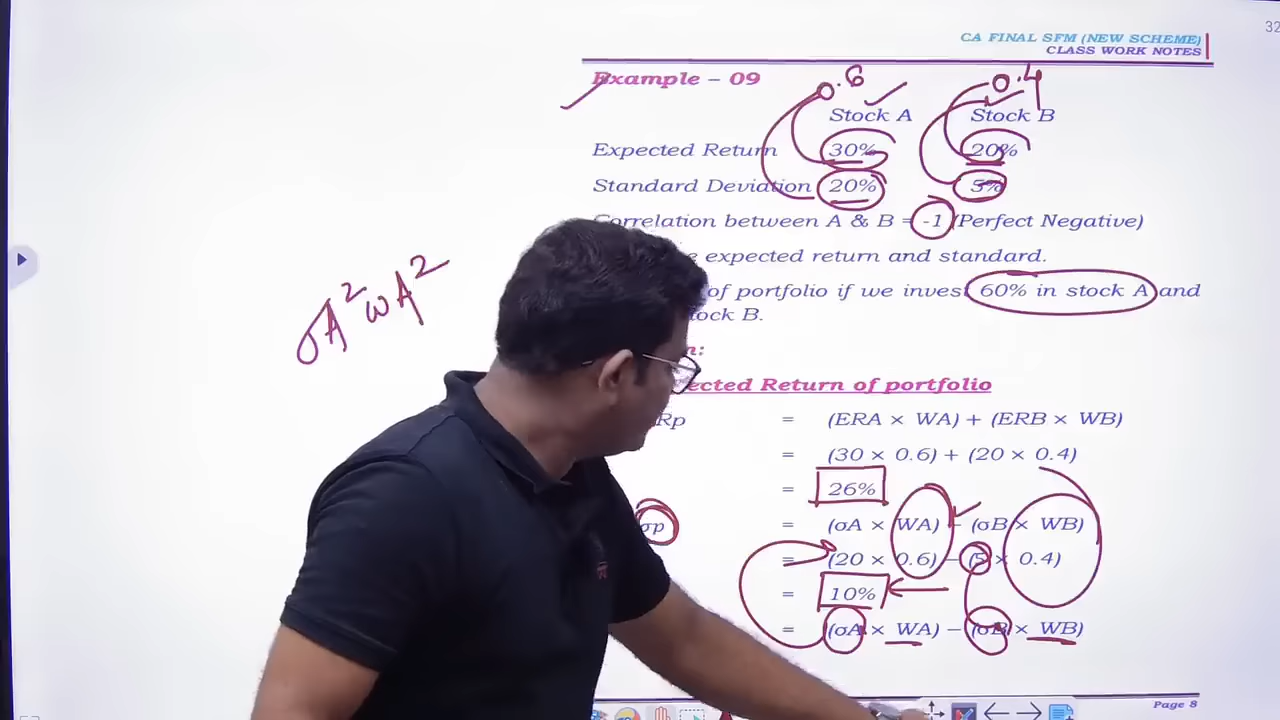 32
CA FINAL SFM (NEW SCHEME)
CLASS WORK NOTES
Example – 09
0.6 0.4
Stock A Stock B
Expected Return 30% 20%
Standard Deviation 20% 5%
Correlation between A & B = -1 (Perfect Negative)
expected return and standard.
of portfolio if we invest 60% in stock A and
stock B.
σA² ωA²
Expected Return of portfolio
Rp = (ERA × WA) + (ERB × WB)
= (30 × 0.6) + (20 × 0.4)
= 26%
σp = (σA × WA) – (σB × WB)
= (20 × 0.6) – (5 × 0.4)
= 10%
= (σA × WA) – (σB × WB)
Page 8